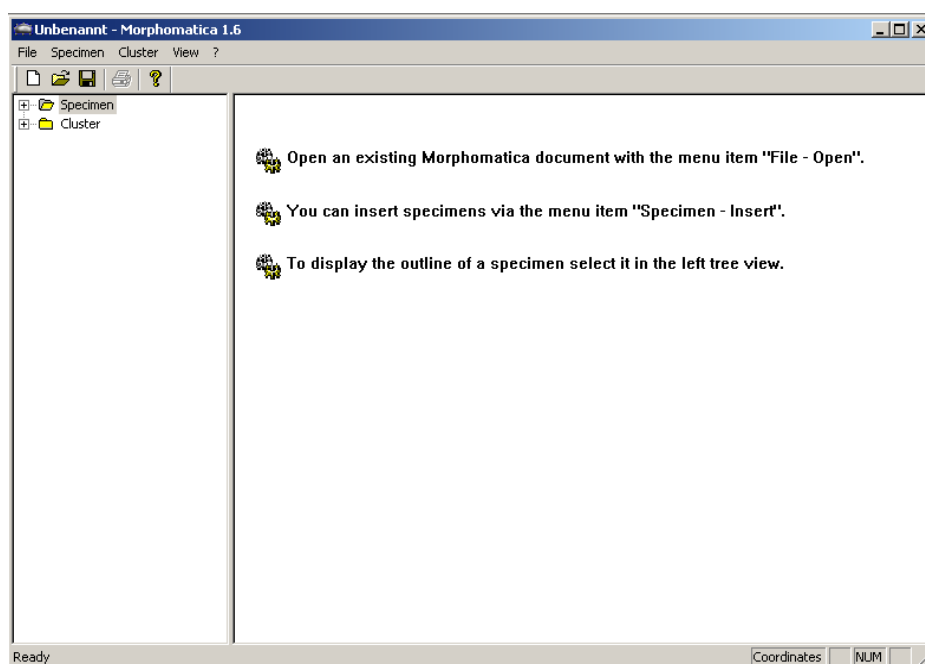 Unbenannt - Morphomatica 1.6
File Specimen Cluster View ?
Specimen
Cluster
Open an existing Morphomatica document with the menu item "File - Open".
You can insert specimens via the menu item "Specimen - Insert".
To display the outline of a specimen select it in the left tree view.
Ready Coordinates NUM